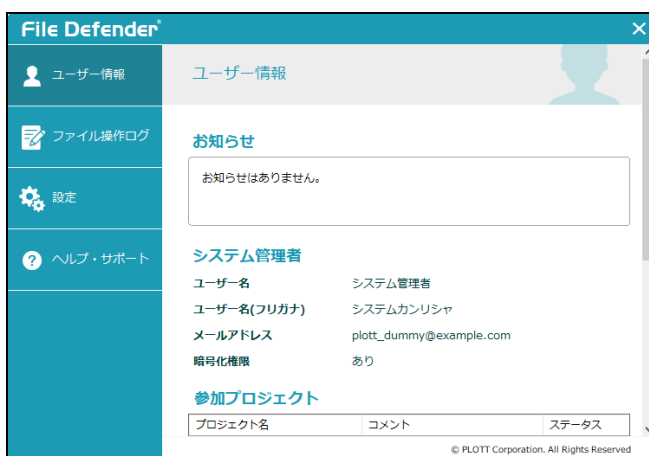 File Defender®
ユーザー情報
ファイル操作ログ
設定
ヘルプ・サポート
ユーザー情報
お知らせ
お知らせはありません。
システム管理者
ユーザー名 システム管理者
ユーザー名(フリガナ) システムカンリシャ
メールアドレス plott_dummy@example.com
暗号化権限 あり
参加プロジェクト
プロジェクト名 コメント ステータス
© PLOTT Corporation. All Rights Reserved